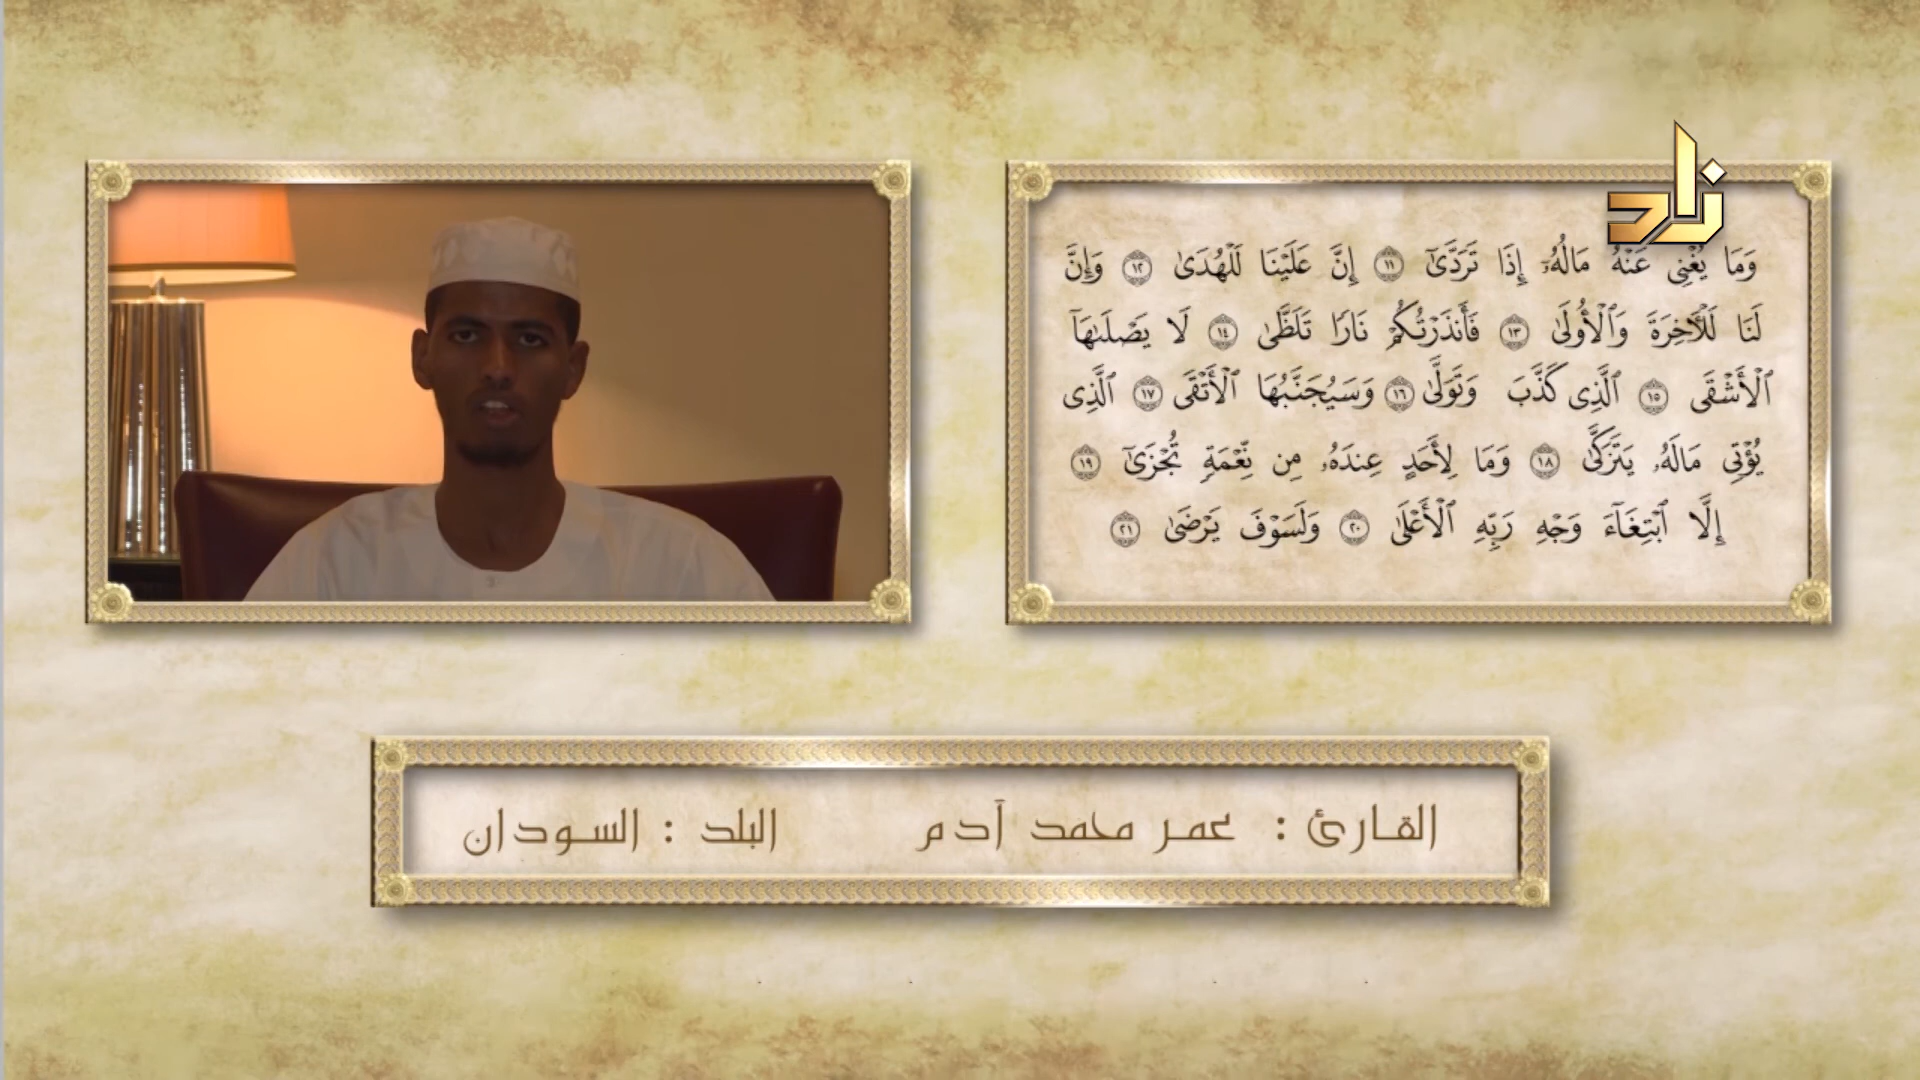 زاد
وَمَا يُغْنِى عَنْهُ مَالُهُۥٓ إِذَا تَرَدَّىٰٓ ١١ إِنَّ عَلَيْنَا لَلْهُدَىٰ ١٢ وَإِنَّ
لَنَا لَلْءَاخِرَةَ وَٱلْأُولَىٰ ١٣ فَأَنذَرْتُكُمْ نَارًا تَلَظَّىٰ ١٤ لَا يَصْلَىٰهَآ
ٱلْأَشْقَى ١٥ ٱلَّذِى كَذَّبَ وَتَوَلَّىٰ ١٦ وَسَيُجَنَّبُهَا ٱلْأَتْقَى ١٧ ٱلَّذِى
يُؤْتِى مَالَهُۥ يَتَزَكَّىٰ ١٨ وَمَا لِأَحَدٍ عِندَهُۥ مِن نِّعْمَةٍ تُجْزَىٰٓ ١٩
إِلَّا ٱبْتِغَآءَ وَجْهِ رَبِّهِ ٱلْأَعْلَىٰ ٢٠ وَلَسَوْفَ يَرْضَىٰ ٢١
القارئ : عمر محمد آدم البلد : السودان